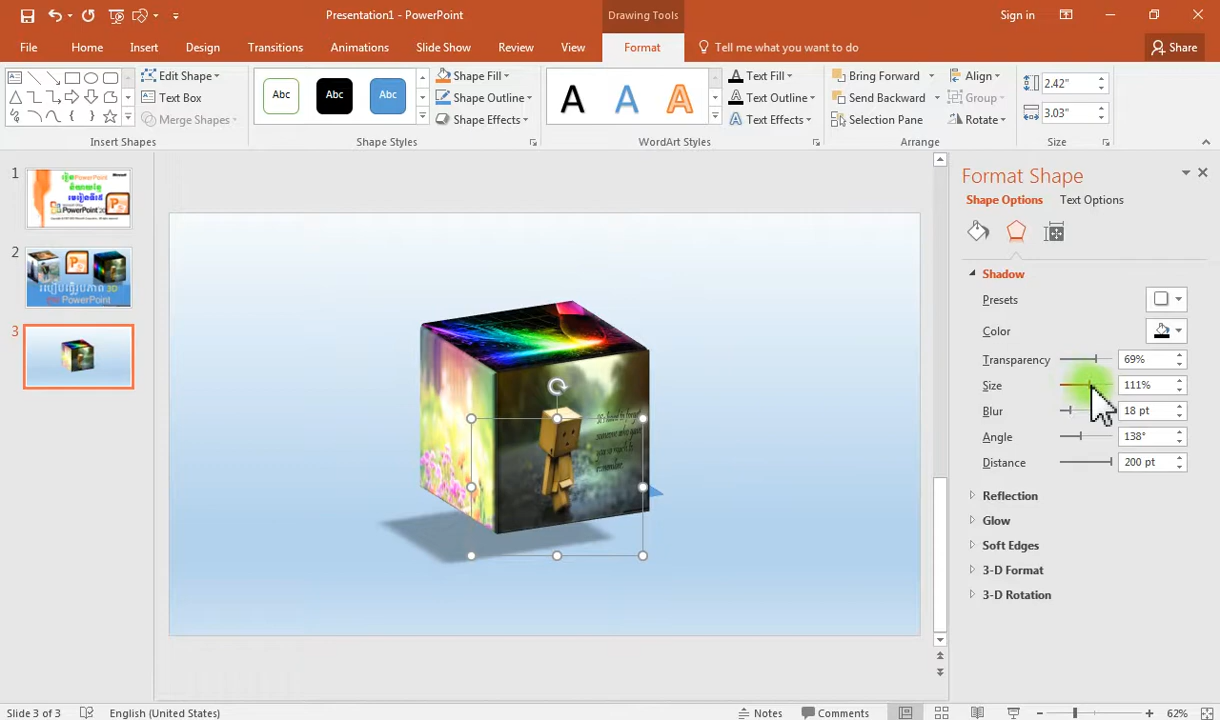 Presentation1 - PowerPoint
Drawing Tools
Sign in
File Home Insert Design Transitions Animations Slide Show Review View Format Tell me what you want to do Share
Edit Shape
Text Box
Merge Shapes
Insert Shapes
Abc Abc Abc
Shape Fill
Shape Outline
Shape Effects
Shape Styles
A A A
Text Fill
Text Outline
Text Effects
WordArt Styles
Bring Forward
Send Backward
Selection Pane
Align
Group
Rotate
Arrange
2.42"
3.03"
Size
1
2
3
Format Shape
Shape Options Text Options
Shadow
Presets
Color
Transparency 69%
Size 111%
Blur 18 pt
Angle 138°
Distance 200 pt
Reflection
Glow
Soft Edges
3-D Format
3-D Rotation
Slide 3 of 3 English (United States) Notes Comments 62%